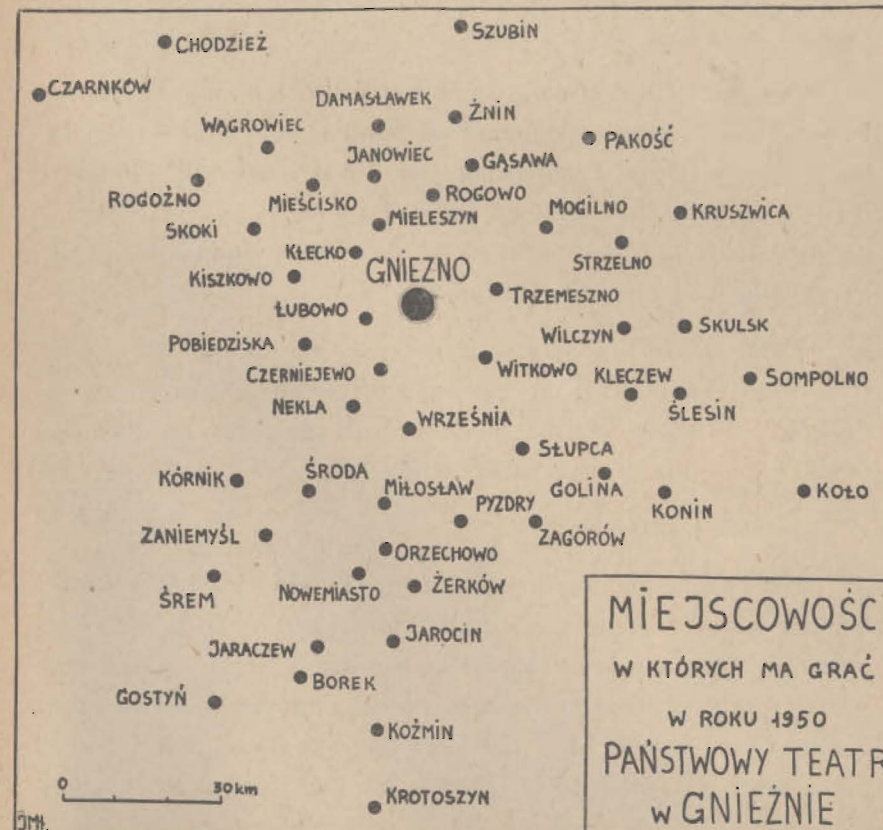 SZUBIN
CHODZIEŻ
CZARNKÓW
DAMASŁAWEK
ŻNIN
WĄGROWIEC
PAKOŚĆ
JANOWIEC
GĄSAWA
ROGOŹNO
MIEŚCISKO
ROGOWO
MOGILNO
KRUSZWICA
SKOKI
MIELESZYN
KŁECKO
STRZELNO
GNIEZNO
KISZKOWO
TRZEMESZNO
ŁUBOWO
SKULSK
WILCZYN
POBIEDZISKA
WITKOWO
CZERNIEJEWO
KLECZEW
SOMPOLNO
NEKLA
ŚLESIN
WRZEŚNIA
SŁUPCA
ŚRODA
KÓRNIK
MIŁOSŁAW
GOLINA
KOŁO
PYZDRY
KONIN
ZANIEMYŚL
ZAGÓRÓW
ORZECHOWO
ŻERKÓW
NOWEMIASTO
ŚREM
JAROCIN
JARACZEW
BOREK
GOSTYŃ
KOŹMIN
KROTOSZYN
0 30 km
MIEJSCOWOŚC
W KTÓRYCH MA GRAĆ
W ROKU 1950
PAŃSTWOWY TEATR
W GNIEŹNIE